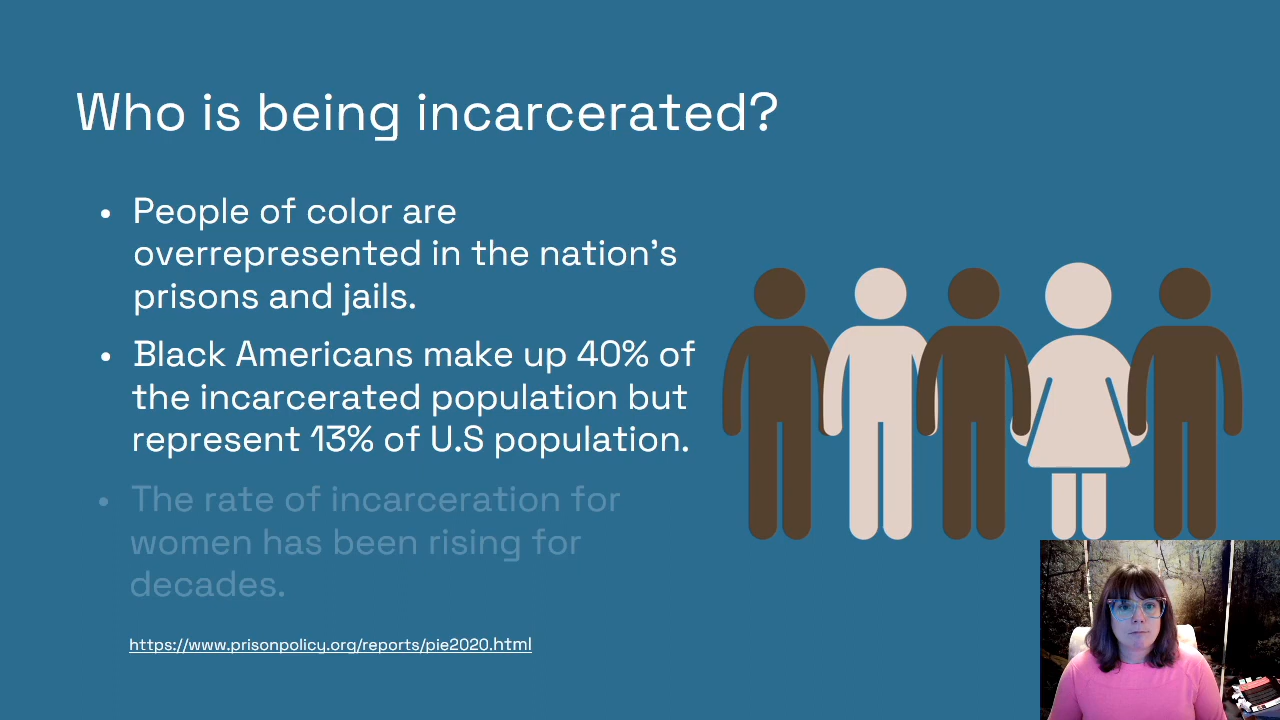 Who is being incarcerated?
• People of color are
overrepresented in the nation's
prisons and jails.
• Black Americans make up 40% of
the incarcerated population but
represent 13% of U.S population.
• The rate of incarceration for
women has been rising for
decades.
https://www.prisonpolicy.org/reports/pie2020.html